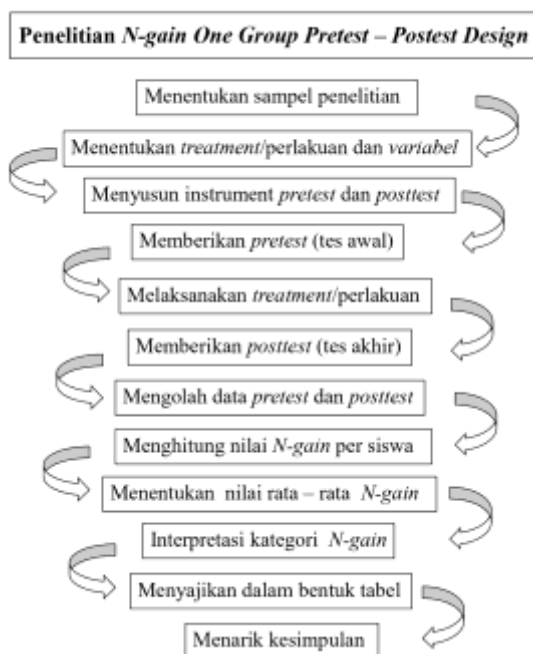 Penelitian N-gain One Group Pretest – Postest Design
Menentukan sampel penelitian
Menentukan treatment/perlakuan dan variabel
Menyusun instrument pretest dan posttest
Memberikan pretest (tes awal)
Melaksanakan treatment/perlakuan
Memberikan posttest (tes akhir)
Mengolah data pretest dan posttest
Menghitung nilai N-gain per siswa
Menentukan nilai rata – rata N-gain
Interpretasi kategori N-gain
Menyajikan dalam bentuk tabel
Menarik kesimpulan